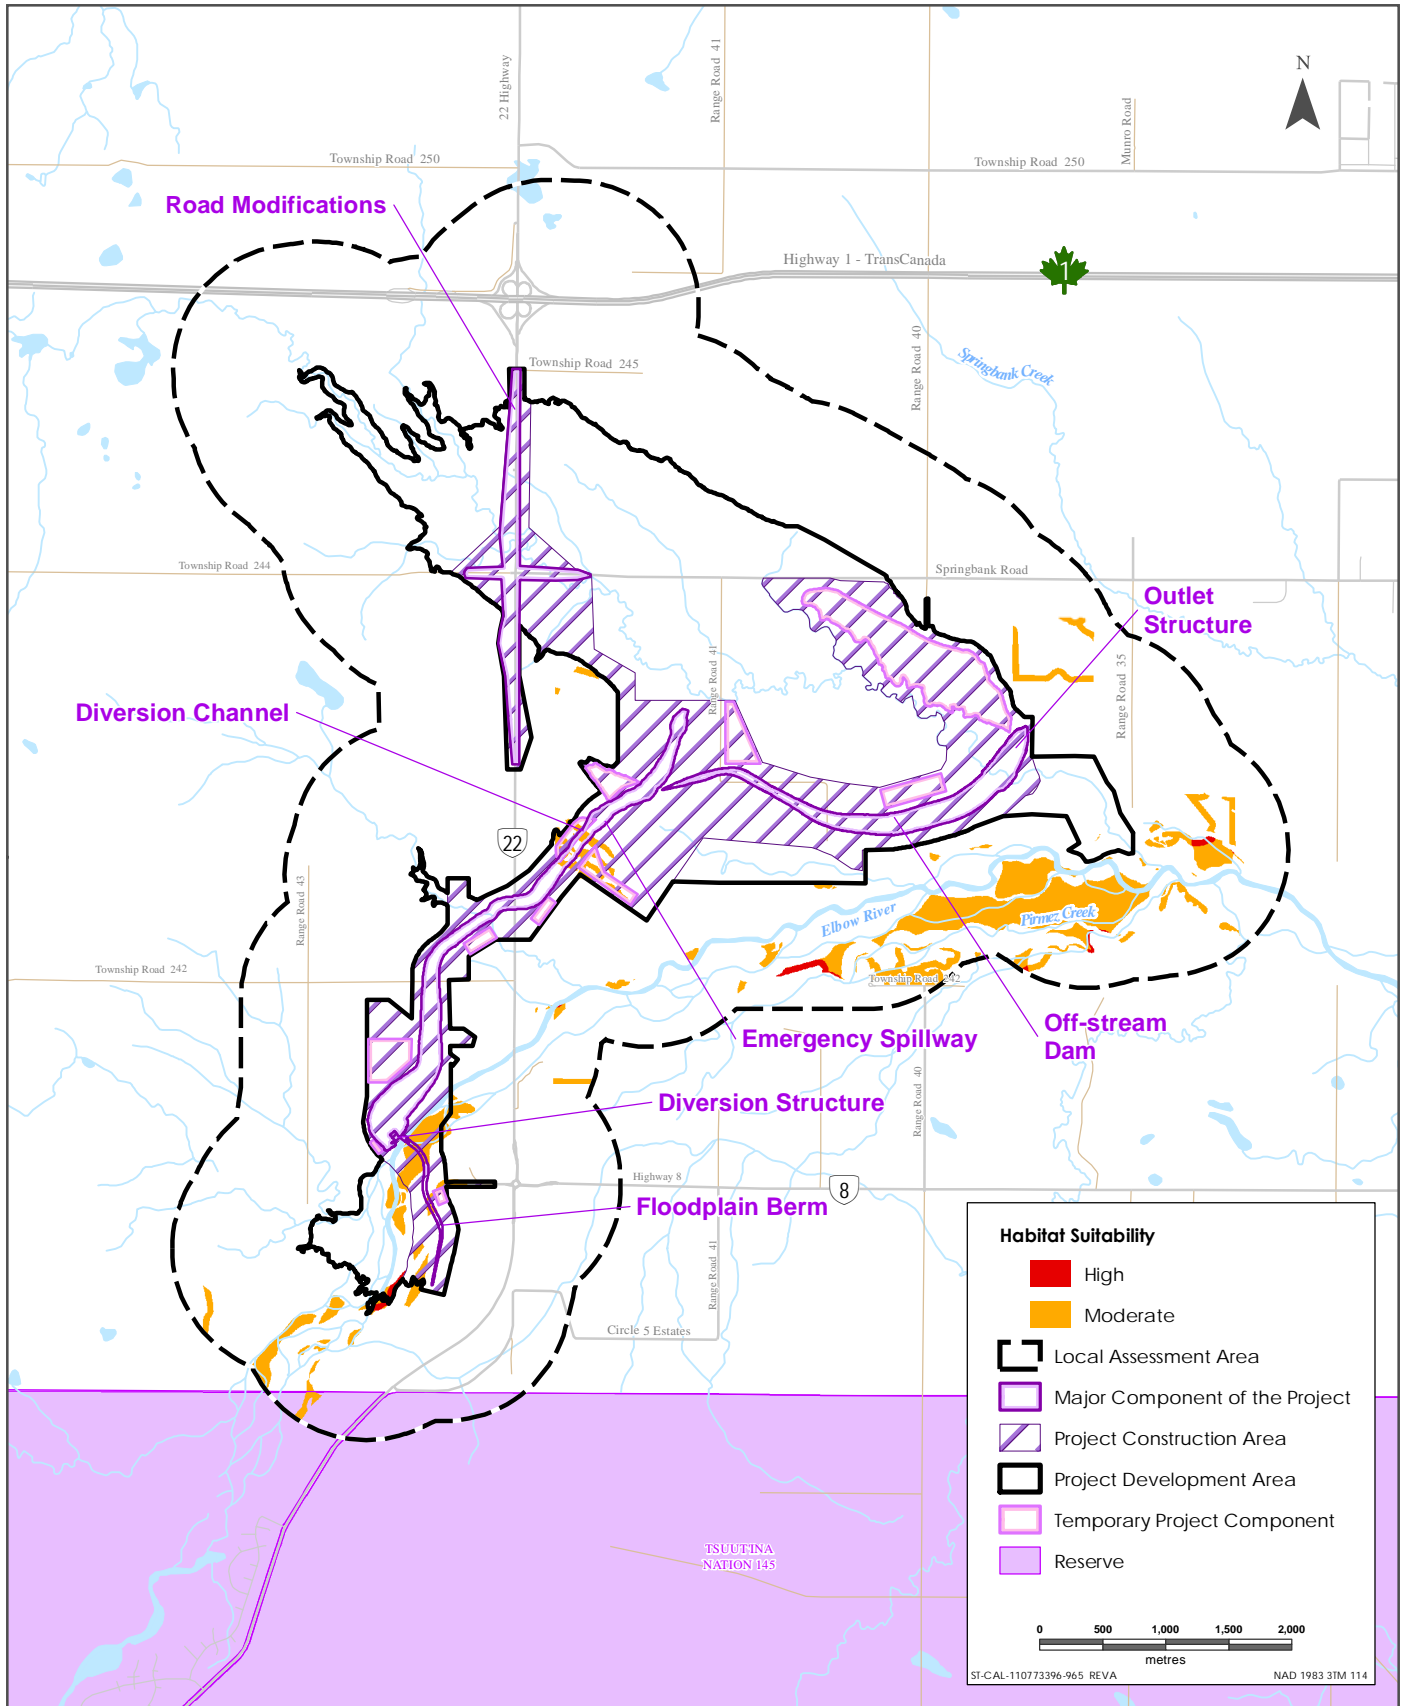 22 Highway
Range Road 41
Munro Road
N
Township Road 250
Township Road 250
Road Modifications
Highway 1 - TransCanada
1
Range Road 40
Springbank Creek
Township Road 245
Township Road 244
Springbank Road
Outlet
Structure
Range Road 41
Range Road 35
Diversion Channel
22
Range Road 43
Elbow River
Pirmez Creek
Township Road 242
Township Road 242
Emergency Spillway
Off-stream
Dam
Range Road 40
Diversion Structure
Highway 8
8
Floodplain Berm
Range Road 41
Circle 5 Estates
TSUUT'INA
NATION 145
Habitat Suitability
High
Moderate
Local Assessment Area
Major Component of the Project
Project Construction Area
Project Development Area
Temporary Project Component
Reserve
0 500 1,000 1,500 2,000
metres
ST-CAL-110773396-965 REVA NAD 1983 3TM 114